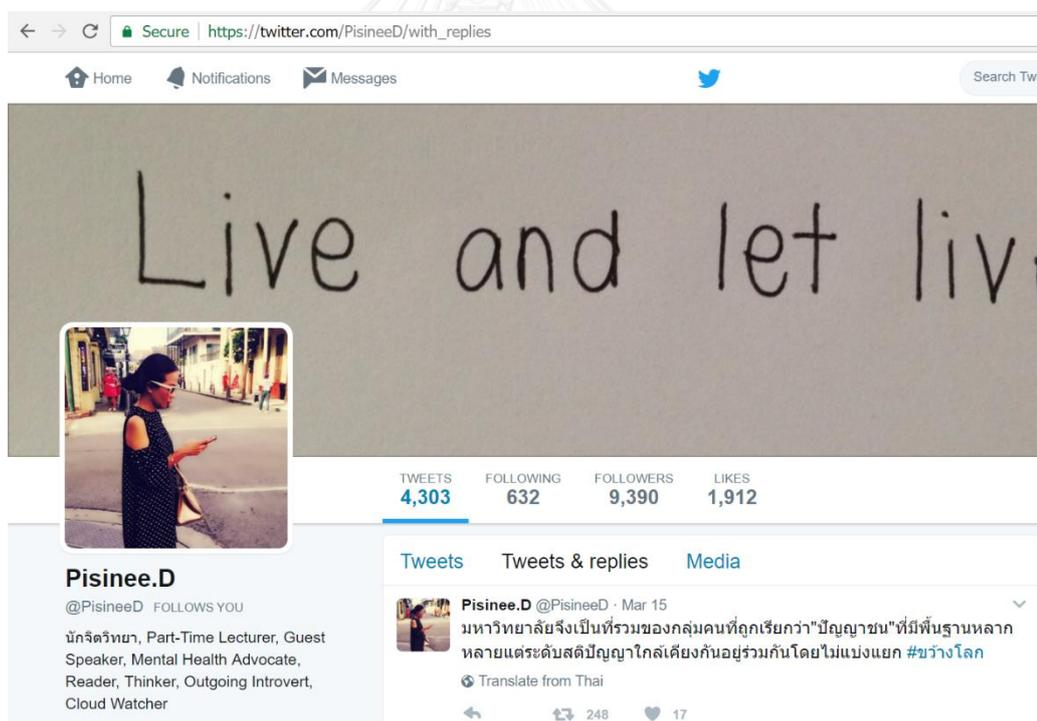 Secure https://twitter.com/PisineeD/with_replies
Home Notifications Messages Search Tw
Live and let liv
TWEETS FOLLOWING FOLLOWERS LIKES
4,303 632 9,390 1,912
Tweets Tweets & replies Media
Pisinee.D
@PisineeD FOLLOWS YOU
นักจิตวิทยา, Part-Time Lecturer, Guest
Speaker, Mental Health Advocate,
Reader, Thinker, Outgoing Introvert,
Cloud Watcher
Pisinee.D @PisineeD · Mar 15
มหาวิทยาลัยจึงเป็นที่รวมของกลุ่มคนที่ถูกเรียกว่า"ปัญญาชน"ที่มีพื้นฐานหลาก
หลายแต่ระดับสติปัญญาใกล้เคียงกันอยู่ร่วมกันโดยไม่แบ่งแยก #ขว้างโลก
Translate from Thai
248 17